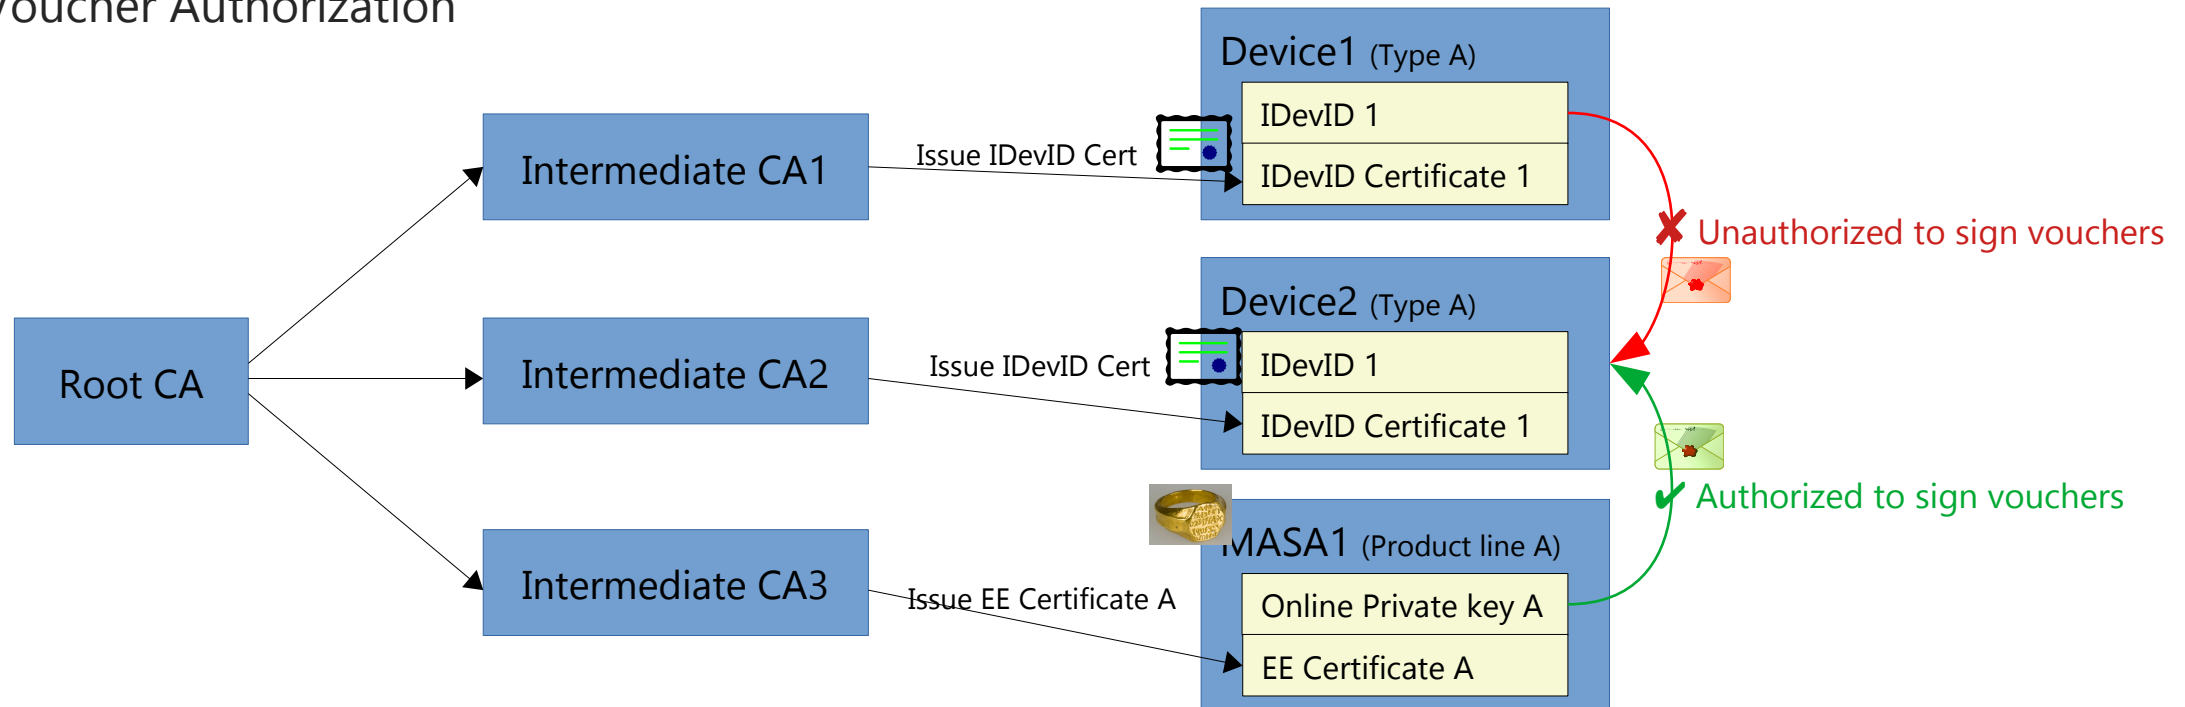 Voucher Authorization
Device1 (Type A)
IDevID 1
IDevID Certificate 1
Intermediate CA1
Issue IDevID Cert
Unauthorized to sign vouchers
Device2 (Type A)
IDevID 1
IDevID Certificate 1
Root CA
Intermediate CA2
Issue IDevID Cert
Authorized to sign vouchers
MASA1 (Product line A)
Online Private key A
EE Certificate A
Intermediate CA3
Issue EE Certificate A